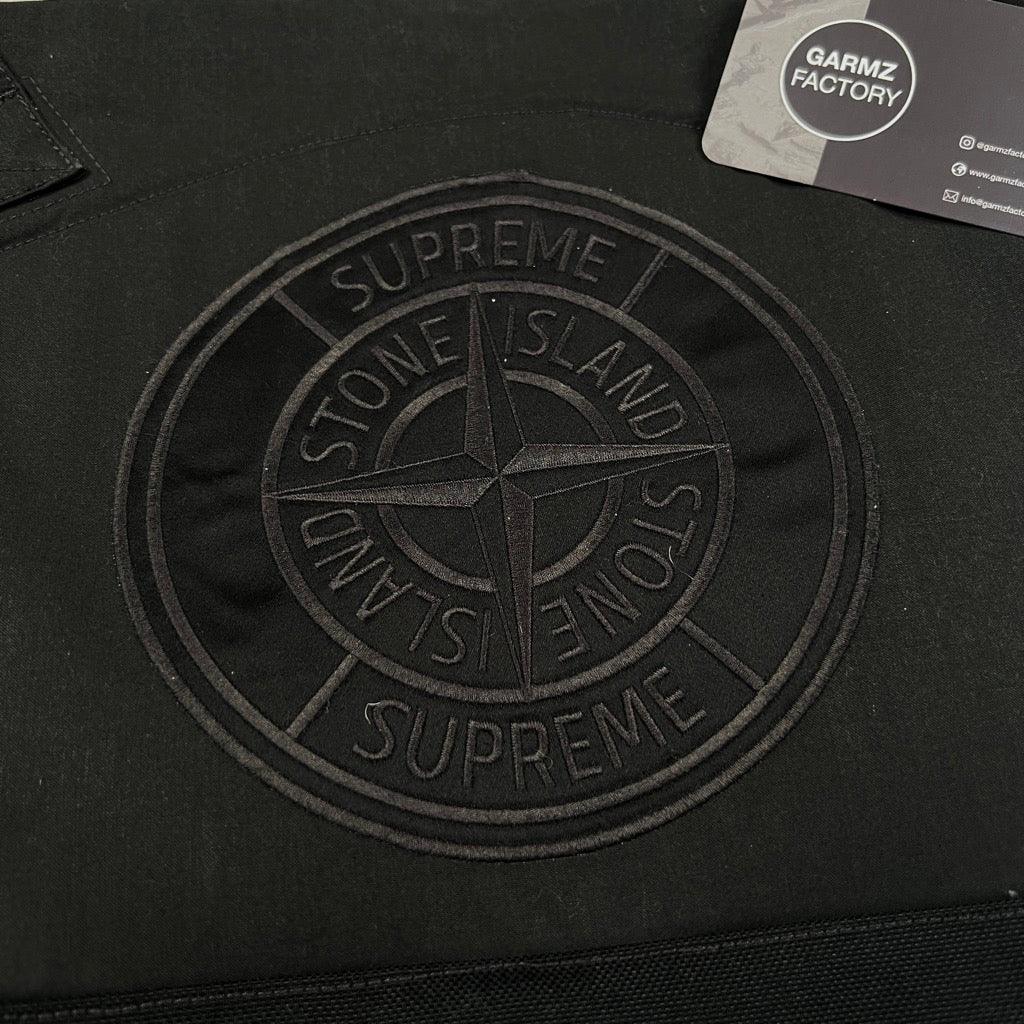 GARMZ
FACTORY
SUPREME
STONE ISLAND
STONE ISLAND
SUPREME